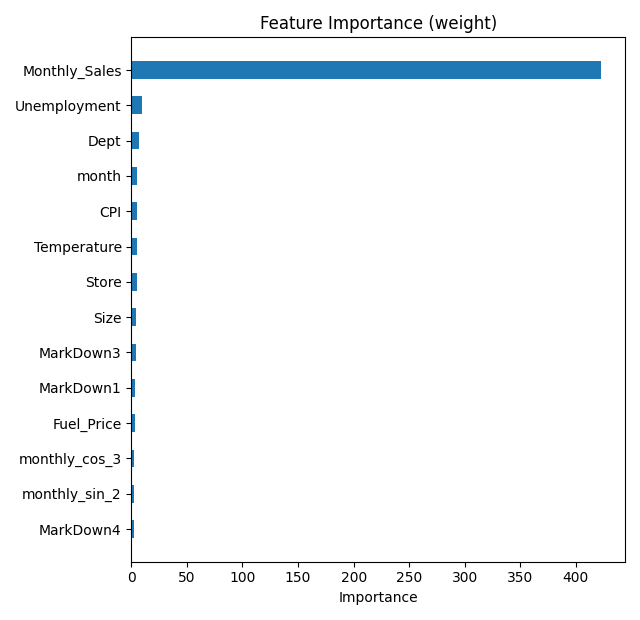 Feature Importance (weight)
Monthly_Sales
Unemployment
Dept
month
CPI
Temperature
Store
Size
MarkDown3
MarkDown1
Fuel_Price
monthly_cos_3
monthly_sin_2
MarkDown4
0 50 100 150 200 250 300 350 400
Importance